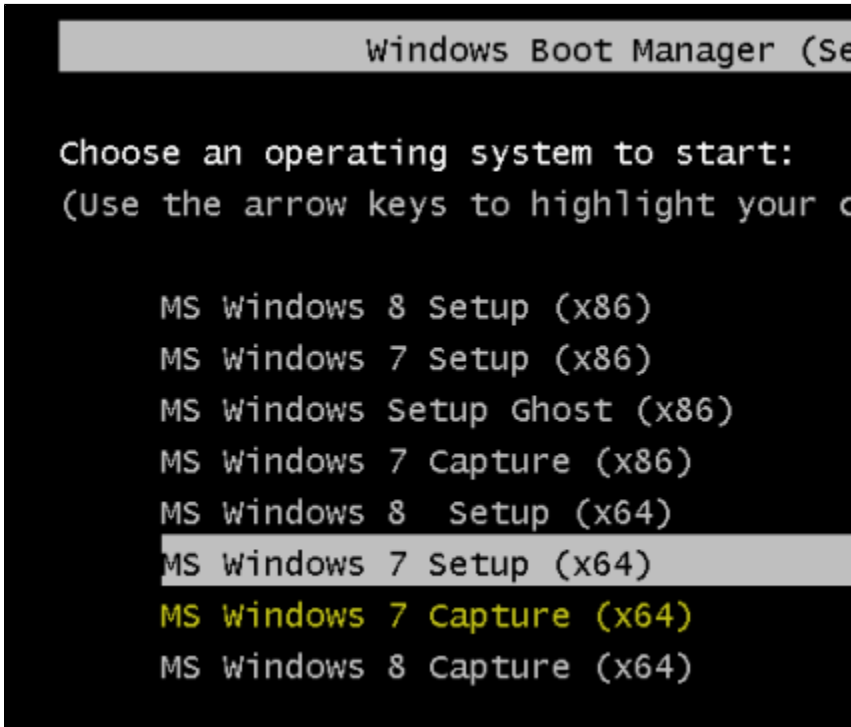 Windows Boot Manager (Se
Choose an operating system to start:
(Use the arrow keys to highlight your c
MS Windows 8 Setup (x86)
MS Windows 7 Setup (x86)
MS Windows Setup Ghost (x86)
MS Windows 7 Capture (x86)
MS Windows 8  Setup (x64)
MS Windows 7 Setup (x64)
MS Windows 7 Capture (x64)
MS Windows 8 Capture (x64)